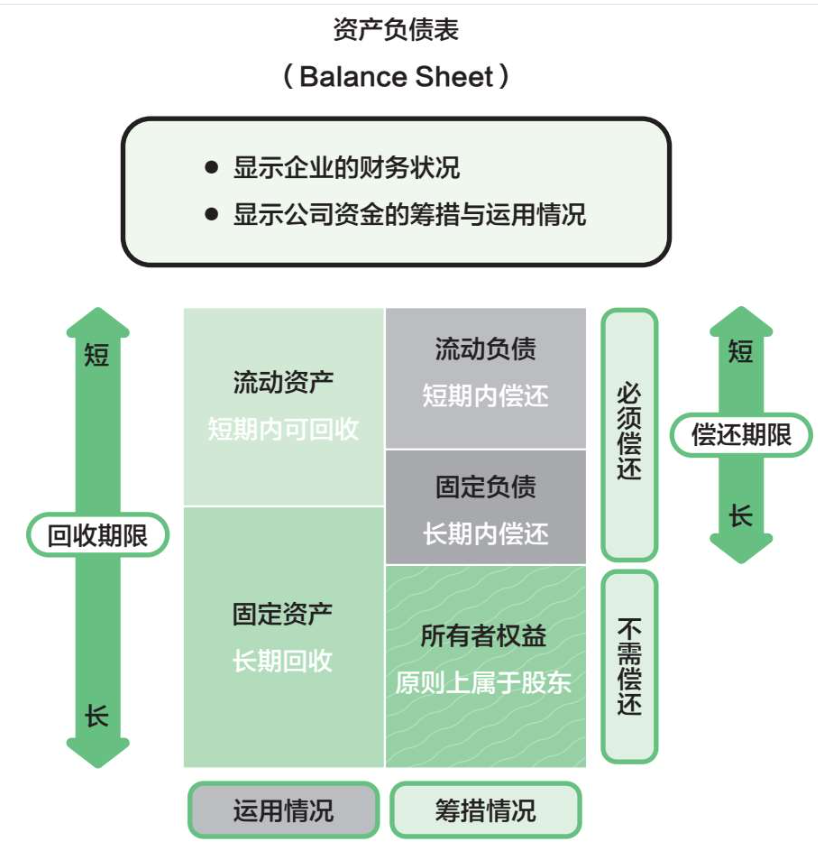 资产负债表
（Balance Sheet）
● 显示企业的财务状况
● 显示公司资金的筹措与运用情况
短
回收期限
长
流动资产
短期内可回收
固定资产
长期回收
流动负债
短期内偿还
固定负债
长期内偿还
所有者权益
原则上属于股东
必须偿还
不需偿还
短
偿还期限
长
运用情况
筹措情况